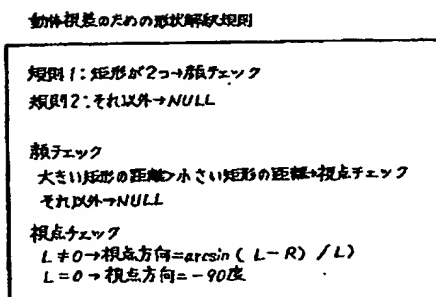 動体視差のための形状解釈規則
規則1:矩形が2つ→顔チェック
規則2:それ以外→NULL
顔チェック
大きい矩形の距離>小さい矩形の距離→視点チェック
それ以外→NULL
視点チェック
L≠0→視点方向=arcsin( L-R) /L)
L=0→視点方向=-90度